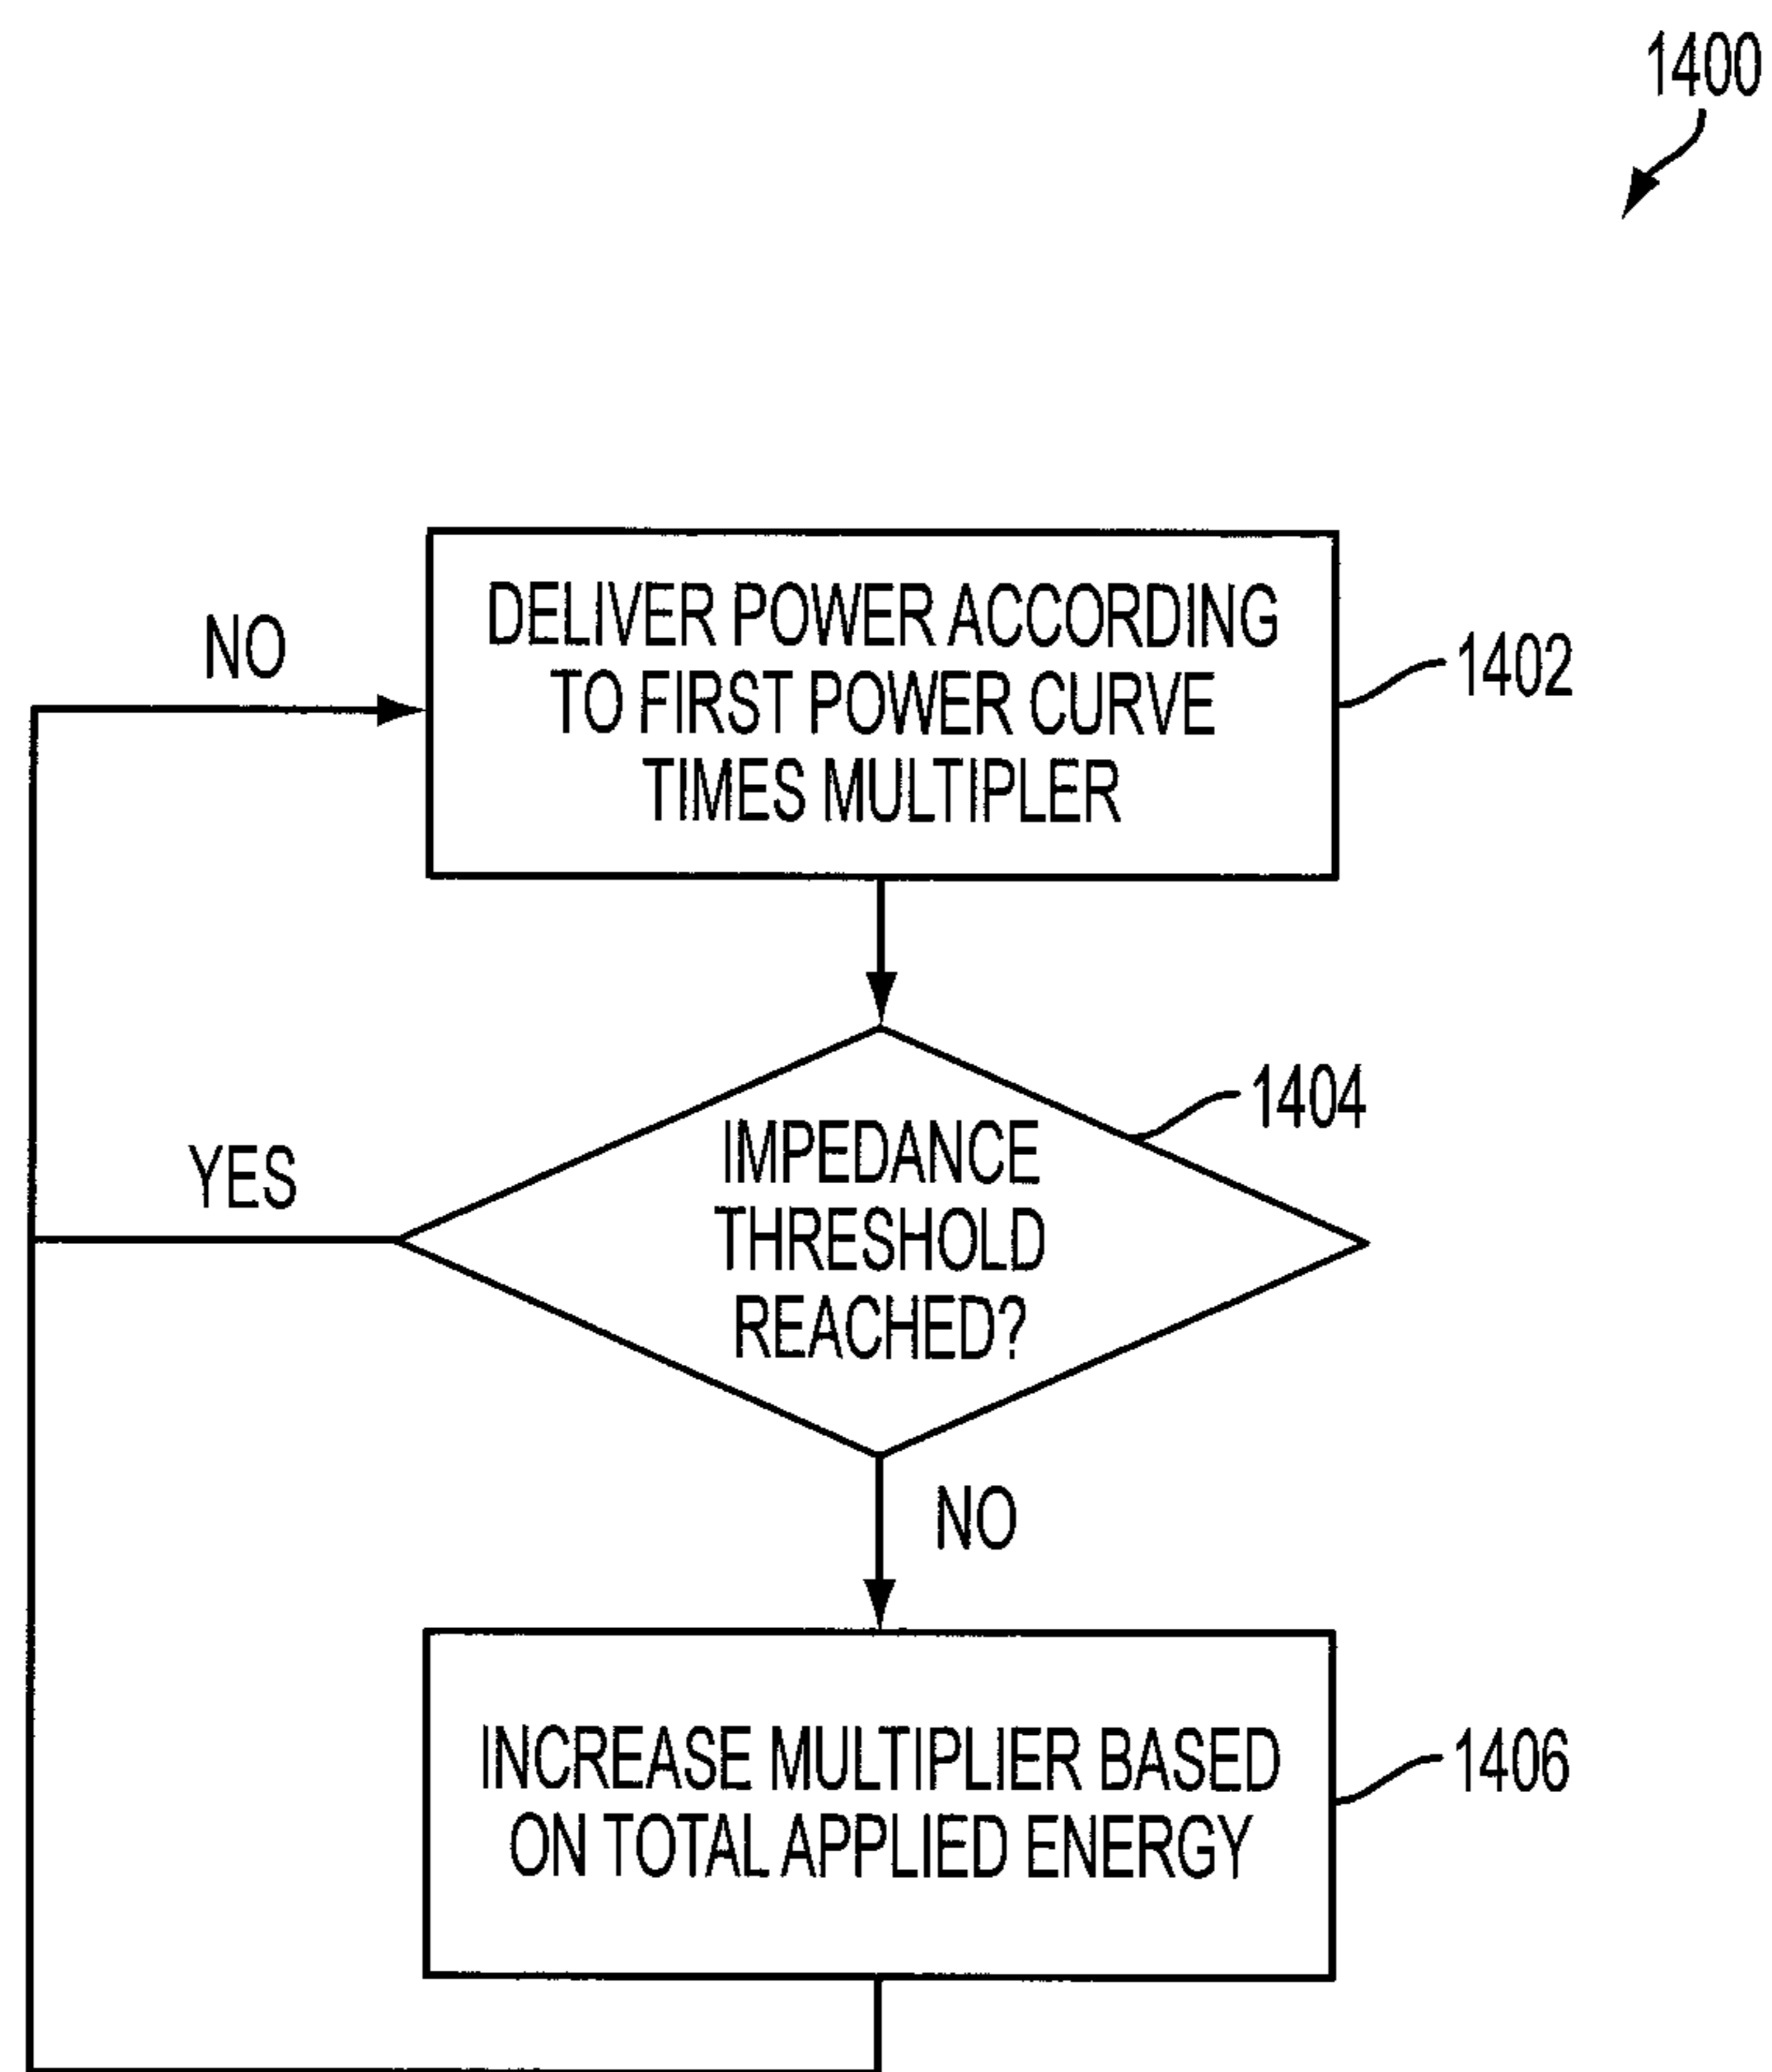 1400
DELIVER POWER ACCORDING
TO FIRST POWER CURVE
TIMES MULTIPLER
NO
1402
IMPEDANCE
THRESHOLD
REACHED?
1404
YES
NO
INCREASE MULTIPLIER BASED
ON TOTAL APPLIED ENERGY
1406